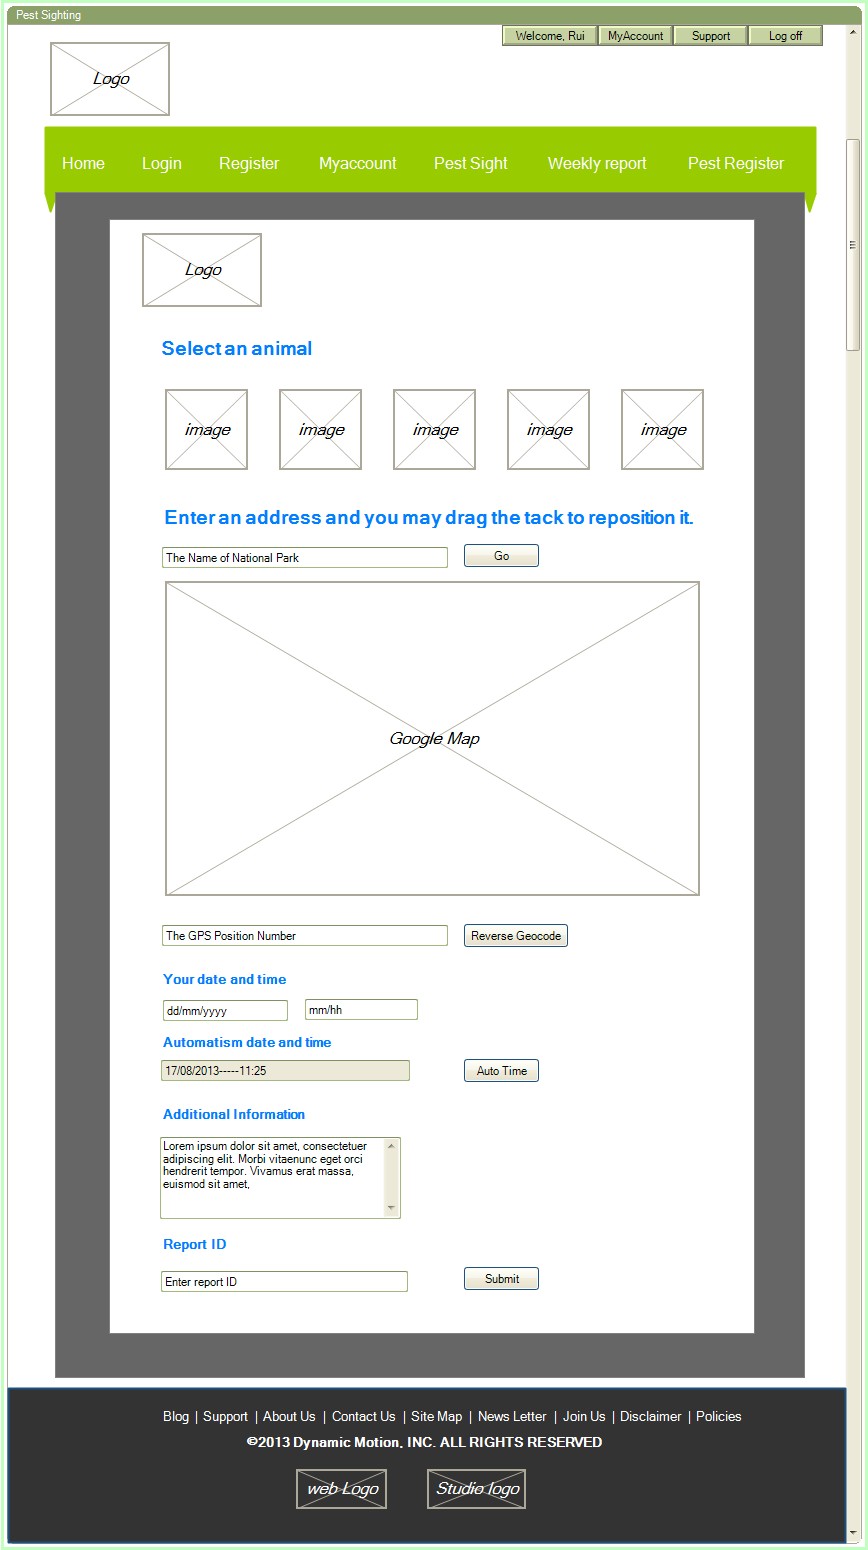 Pest Sighting
Welcome, Rui MyAccount Support Log off
Logo
Home Login Register Myaccount Pest Sight Weekly report Pest Register
Logo
Select an animal
image image image image image
Enter an address and you may drag the tack to reposition it.
The Name of National Park Go
Google Map
The GPS Position Number Reverse Geocode
Your date and time
dd/mm/yyyy mm/hh
Automatism date and time
17/08/2013-----11:25 Auto Time
Additional Information
Lorem ipsum dolor sit amet, consectetuer
adipiscing elit. Morbi vitaenunc eget orci
hendrerit tempor. Vivamus erat massa,
euismod sit amet,
Report ID
Enter report ID Submit
Blog | Support | About Us | Contact Us | Site Map | News Letter | Join Us | Disclaimer | Policies
©2013 Dynamic Motion, INC. ALL RIGHTS RESERVED
web Logo Studio logo